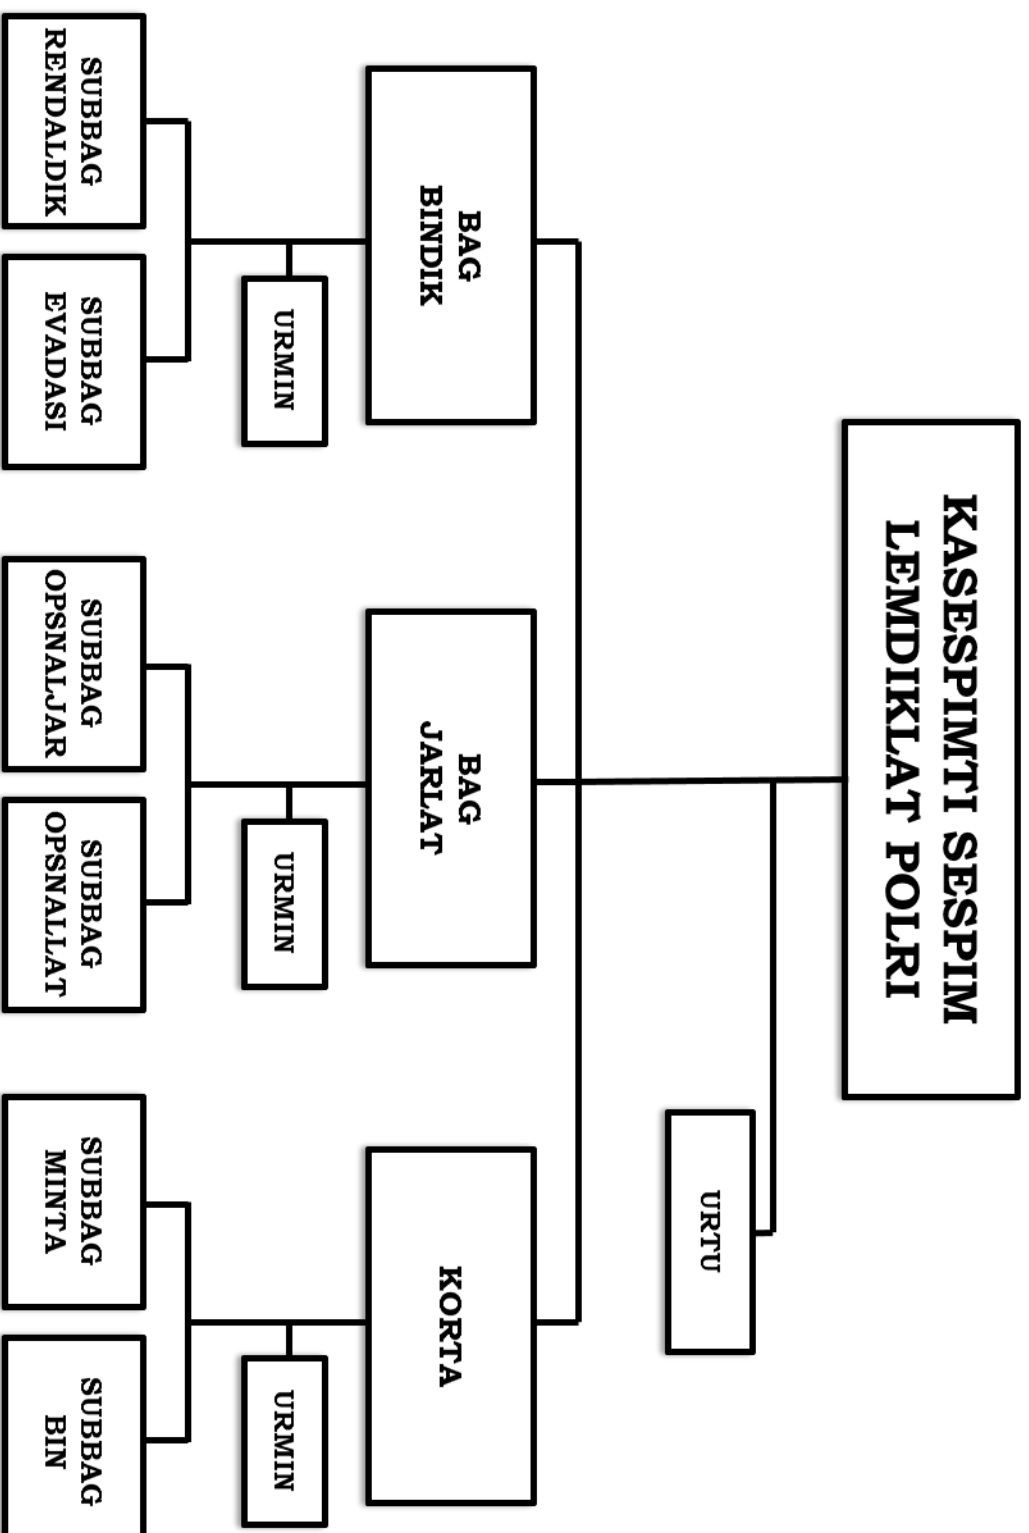 KASESPIMTI SESPIM
LEMDIKLAT POLRI
URTU
BAG
BINDIK
BAG
JARLAT
KORTA
URMIN
URMIN
URMIN
SUBBAG
RENDALDIK
SUBBAG
EVADASI
SUBBAG
OPSNALJAR
SUBBAG
OPSNALLAT
SUBBAG
MINTA
SUBBAG
BIN